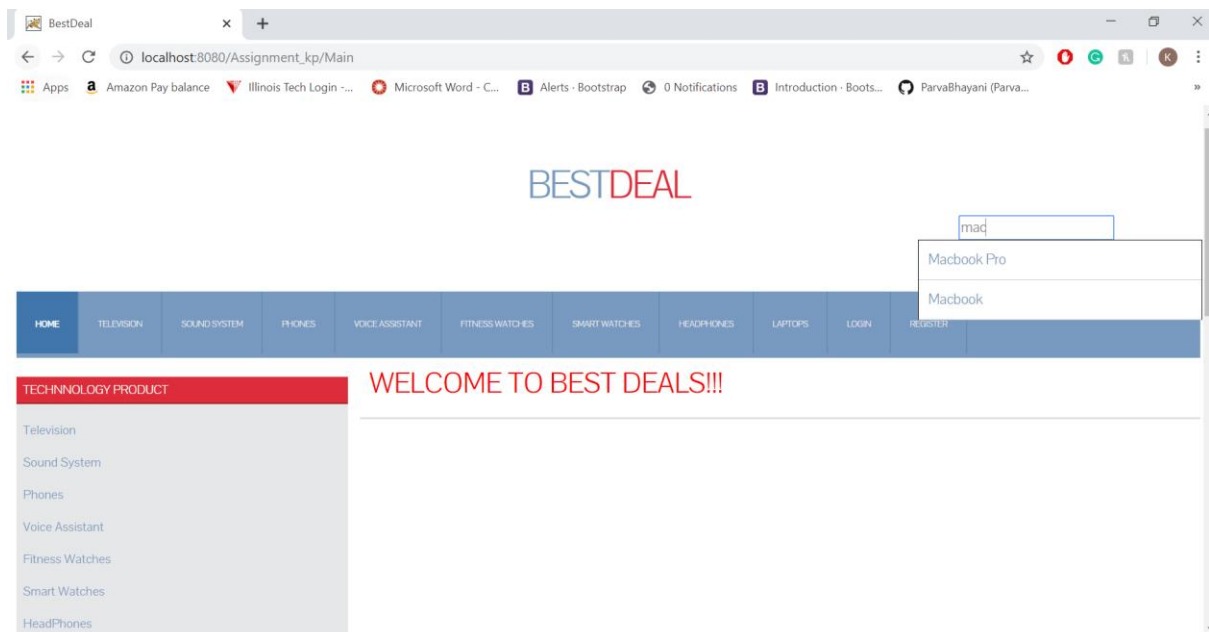 BestDeal
localhost:8080/Assignment_kp/Main
Apps a Amazon Pay balance Illinois Tech Login -... Microsoft Word - C... B Alerts · Bootstrap 0 Notifications B Introduction · Boots... ParvaBhayani (Parva... »
BESTDEAL
mac
Macbook Pro
Macbook
HOME TELEVISION SOUND SYSTEM PHONES VOICE ASSISTANT FITNESS WATCHES SMART WATCHES HEADPHONES LAPTOPS LOGIN REGISTER
TECHNNOLOGY PRODUCT
WELCOME TO BEST DEALS!!!
Television
Sound System
Phones
Voice Assistant
Fitness Watches
Smart Watches
HeadPhones